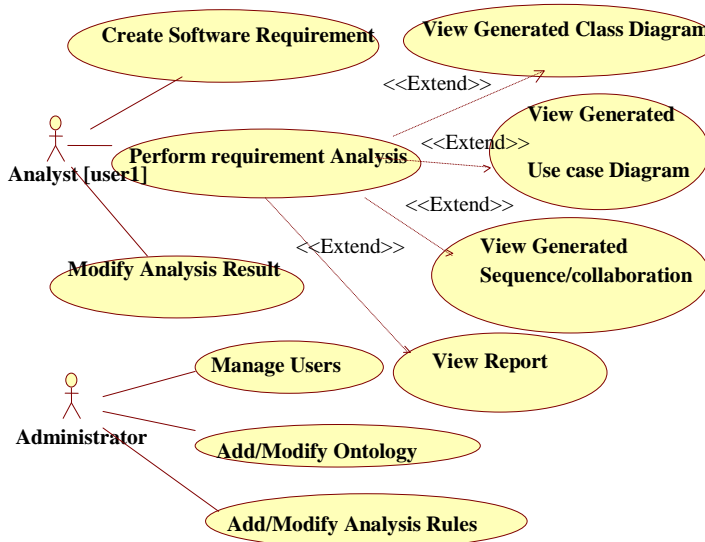 Create Software Requirement
View Generated Class Diagram
<<Extend>>
View Generated
<<Extend>>
Perform requirement Analysis
Use case Diagram
Analyst [user1]
<<Extend>>
<<Extend>>
View Generated
Sequence/collaboration
Modify Analysis Result
Manage Users
View Report
Administrator
Add/Modify Ontology
Add/Modify Analysis Rules